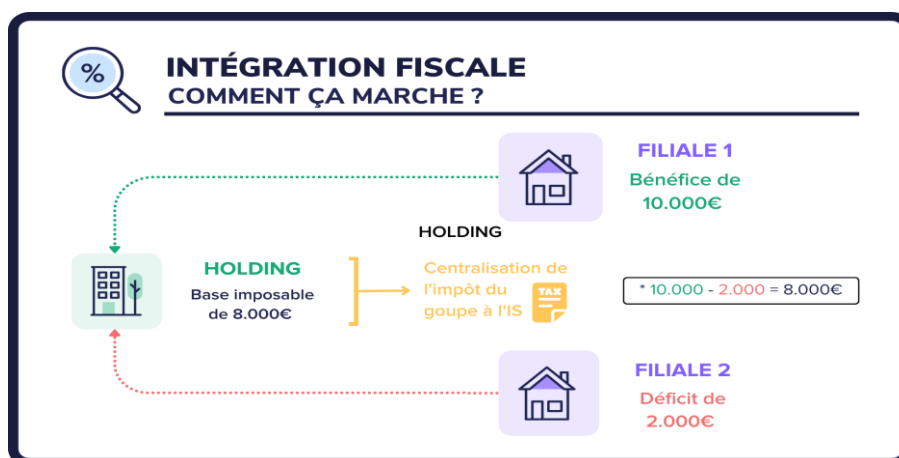 %
INTÉGRATION FISCALE
COMMENT ÇA MARCHE ?
FILIALE 1
Bénéfice de
10.000€
HOLDING
HOLDING
Base imposable
de 8.000€
Centralisation de
l'impôt du
goupe à l'IS
TAX
* 10.000 - 2.000 = 8.000€
FILIALE 2
Déficit de
2.000€